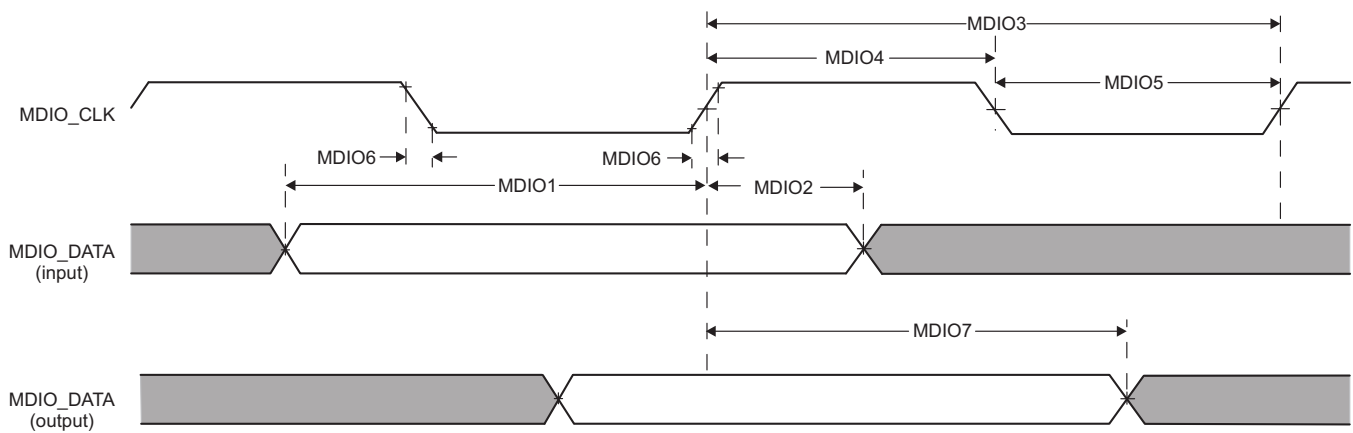 MDIO3
MDIO4
MDIO5
MDIO_CLK
MDIO6
MDIO6
MDIO1
MDIO2
MDIO_DATA
(input)
MDIO7
MDIO_DATA
(output)